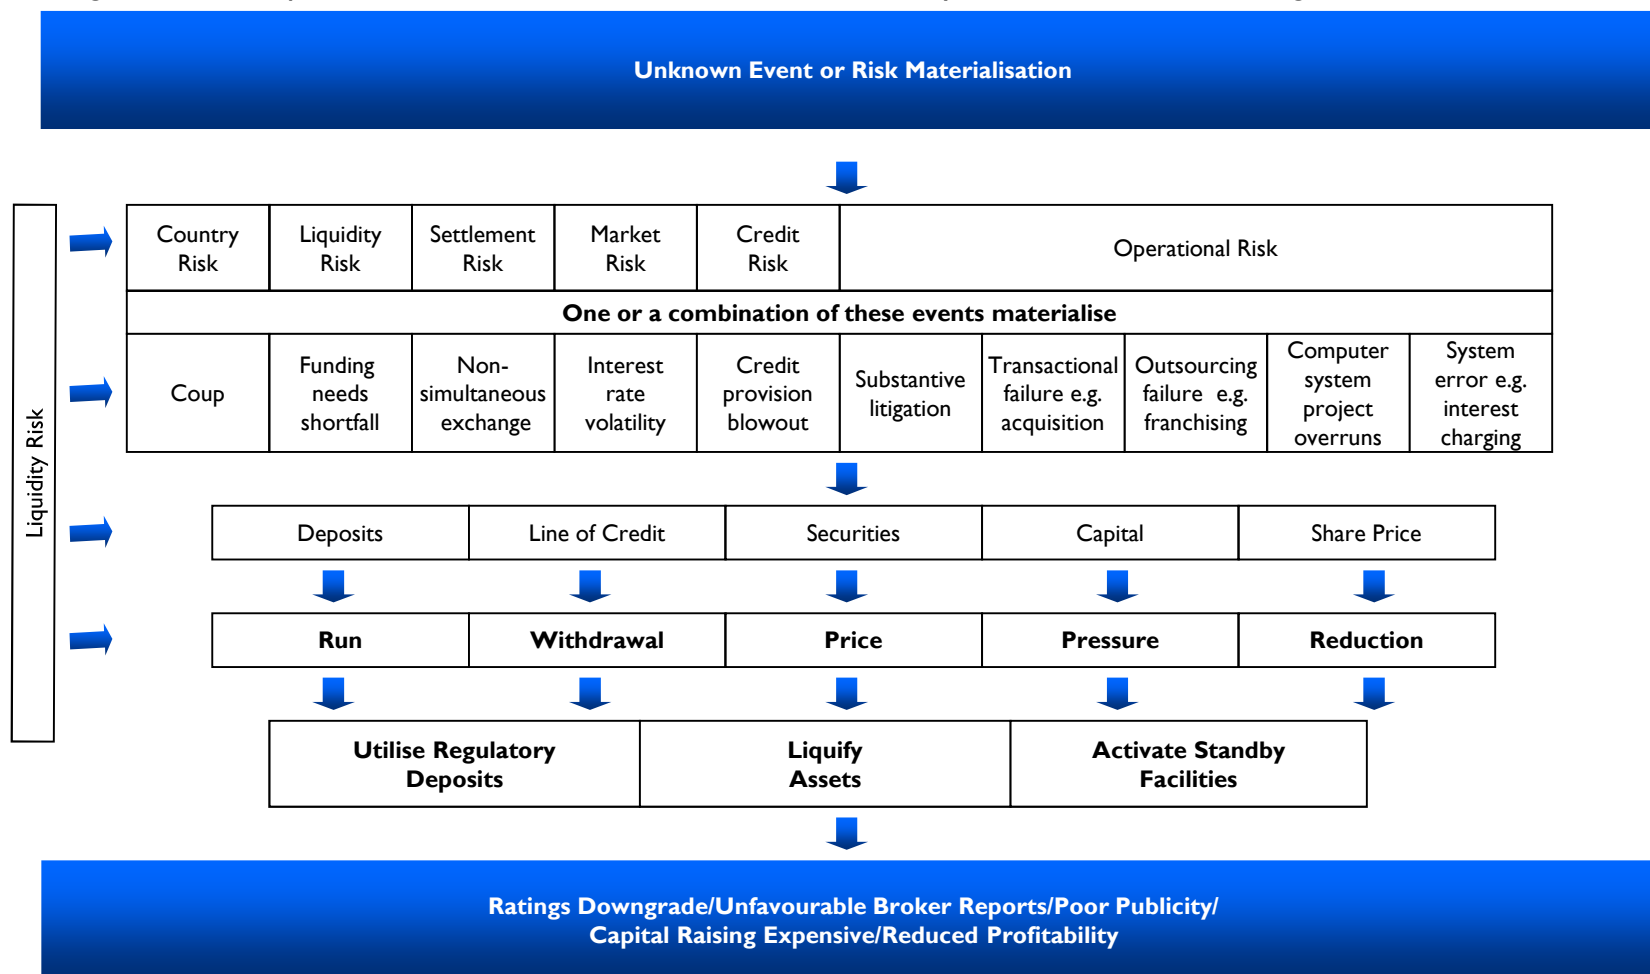 Unknown Event or Risk Materialisation
Country
Risk
Liquidity
Risk
Settlement
Risk
Market
Risk
Credit
Risk
Operational Risk
One or a combination of these events materialise
Coup
Funding
needs
shortfall
Non-
simultaneous
exchange
Interest
rate
volatility
Credit
provision
blowout
Substantive
litigation
Transactional
failure e.g.
acquisition
Outsourcing
failure e.g.
franchising
Computer
system
project
overruns
System
error e.g.
interest
charging
Liquidity Risk
Deposits
Line of Credit
Securities
Capital
Share Price
Run
Withdrawal
Price
Pressure
Reduction
Utilise Regulatory
Deposits
Liquify
Assets
Activate Standby
Facilities
Ratings Downgrade/Unfavourable Broker Reports/Poor Publicity/
Capital Raising Expensive/Reduced Profitability